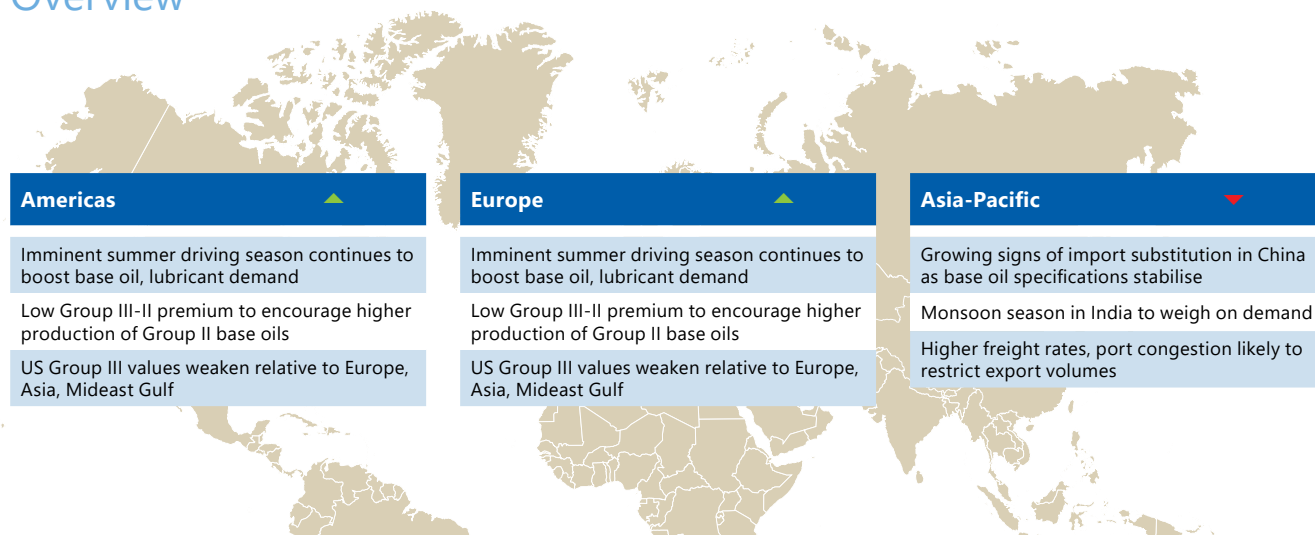 Overview
Americas
Imminent summer driving season continues to
boost base oil, lubricant demand
Low Group III-II premium to encourage higher
production of Group II base oils
US Group III values weaken relative to Europe,
Asia, Mideast Gulf
Europe
Imminent summer driving season continues to
boost base oil, lubricant demand
Low Group III-II premium to encourage higher
production of Group II base oils
US Group III values weaken relative to Europe,
Asia, Mideast Gulf
Asia-Pacific
Growing signs of import substitution in China
as base oil specifications stabilise
Monsoon season in India to weigh on demand
Higher freight rates, port congestion likely to
restrict export volumes